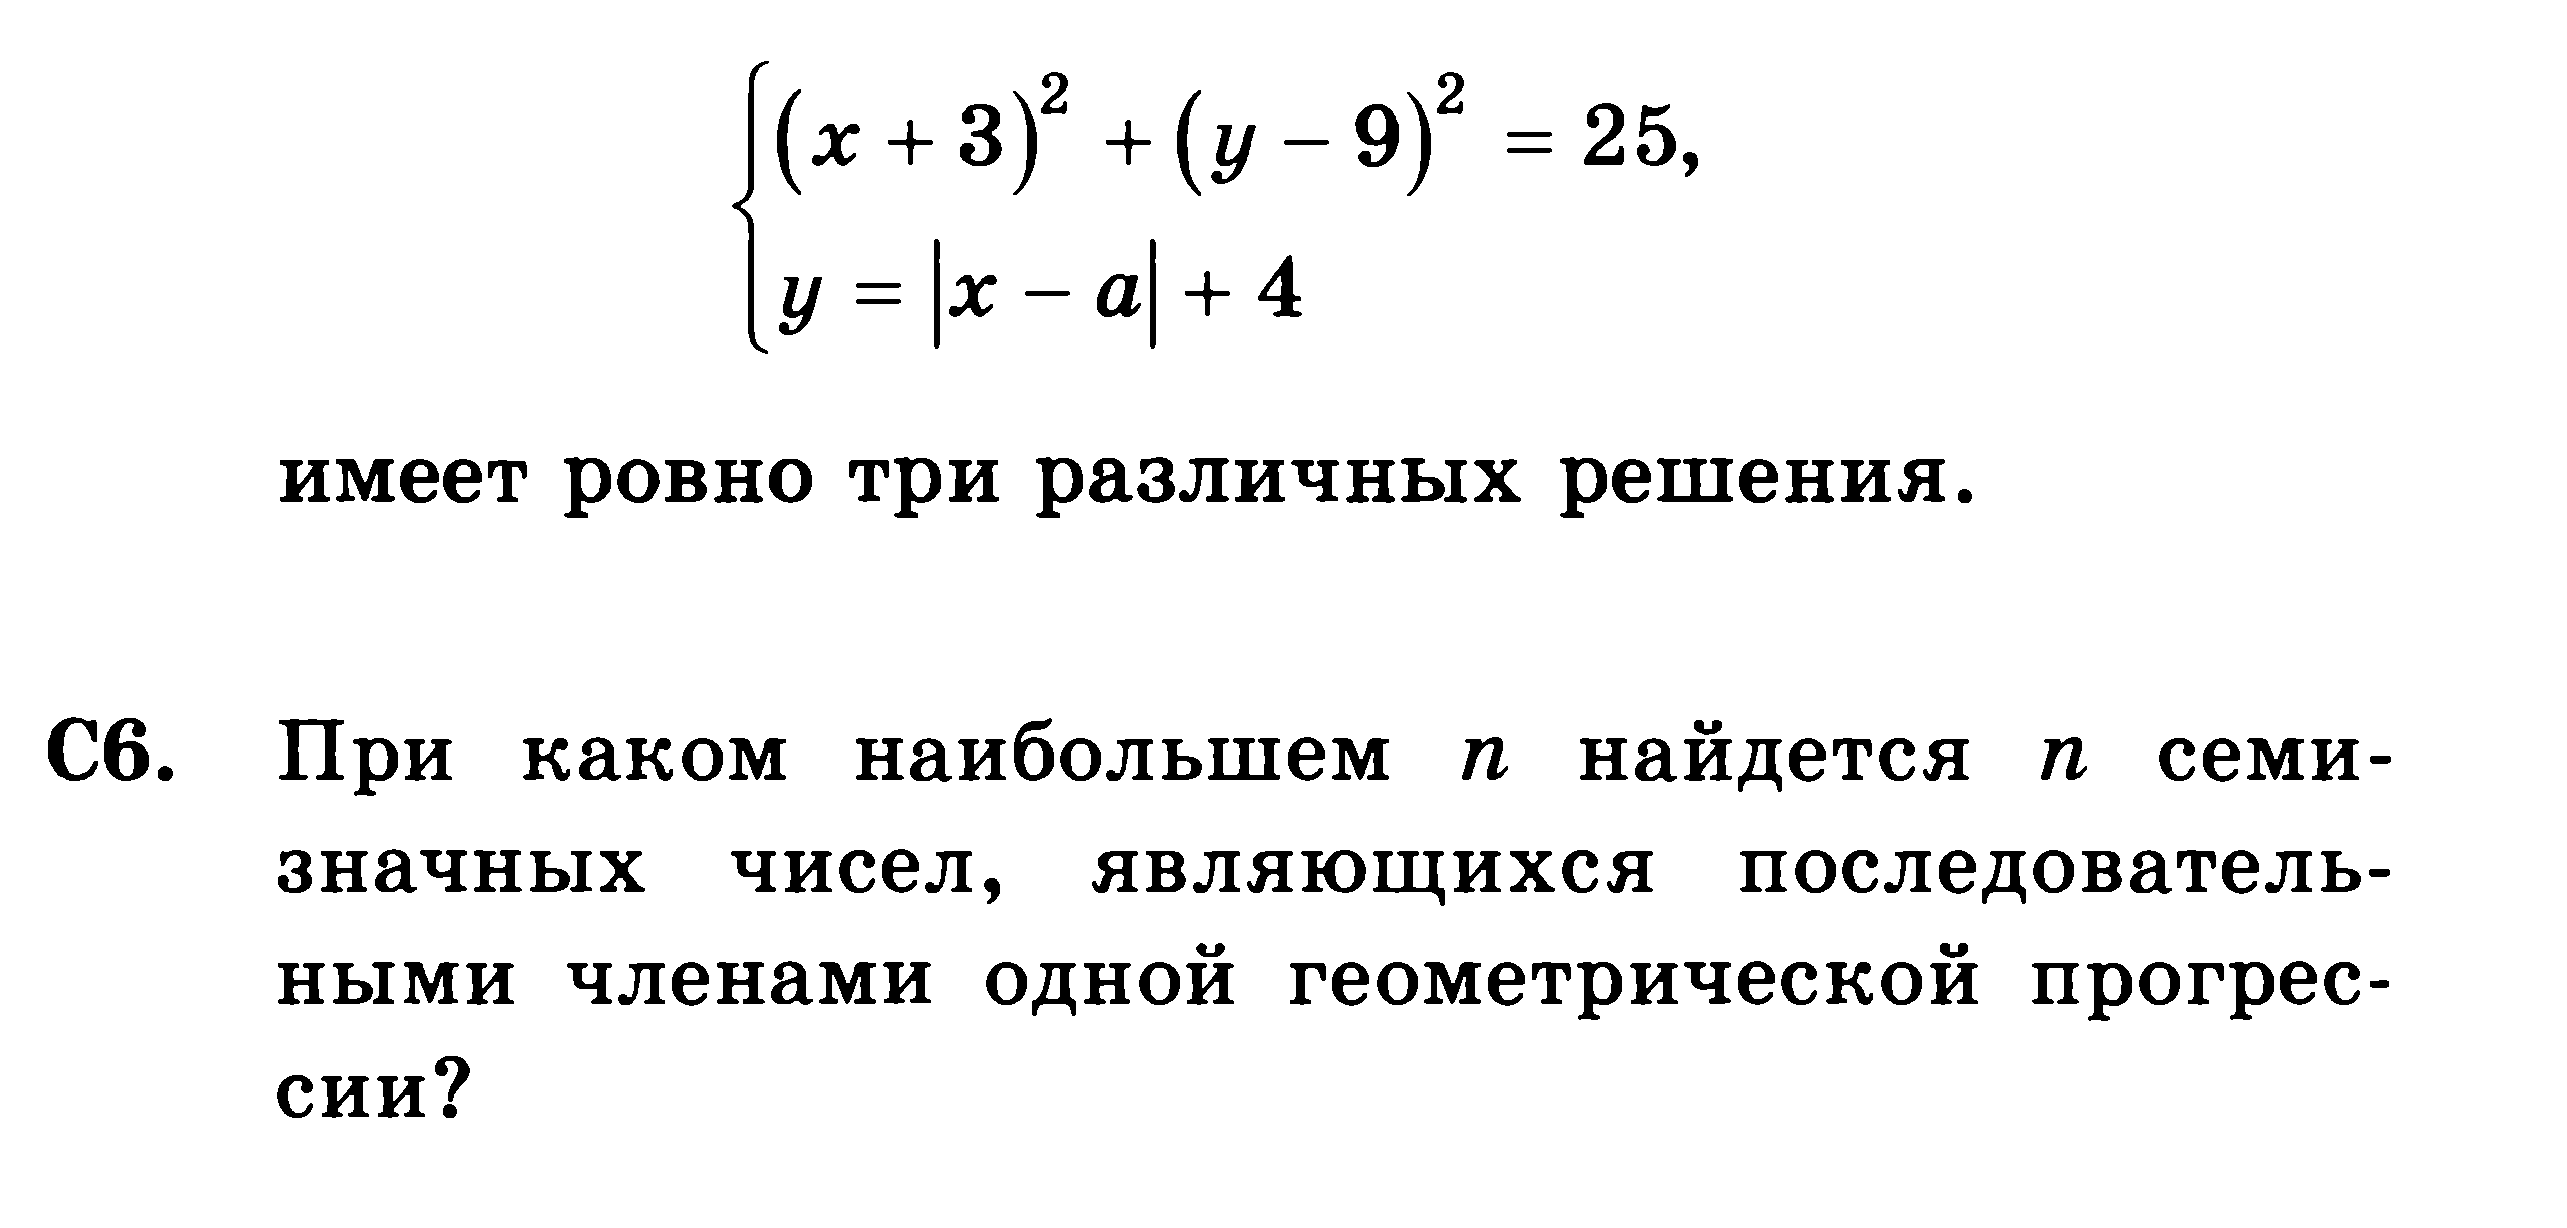 (x + 3)² + (y − 9)² = 25,
y = |x − a| + 4
имеет ровно три различных решения.
С6. При каком наибольшем n найдется n семи-
значных чисел, являющихся последователь-
ными членами одной геометрической прогрес-
сии?